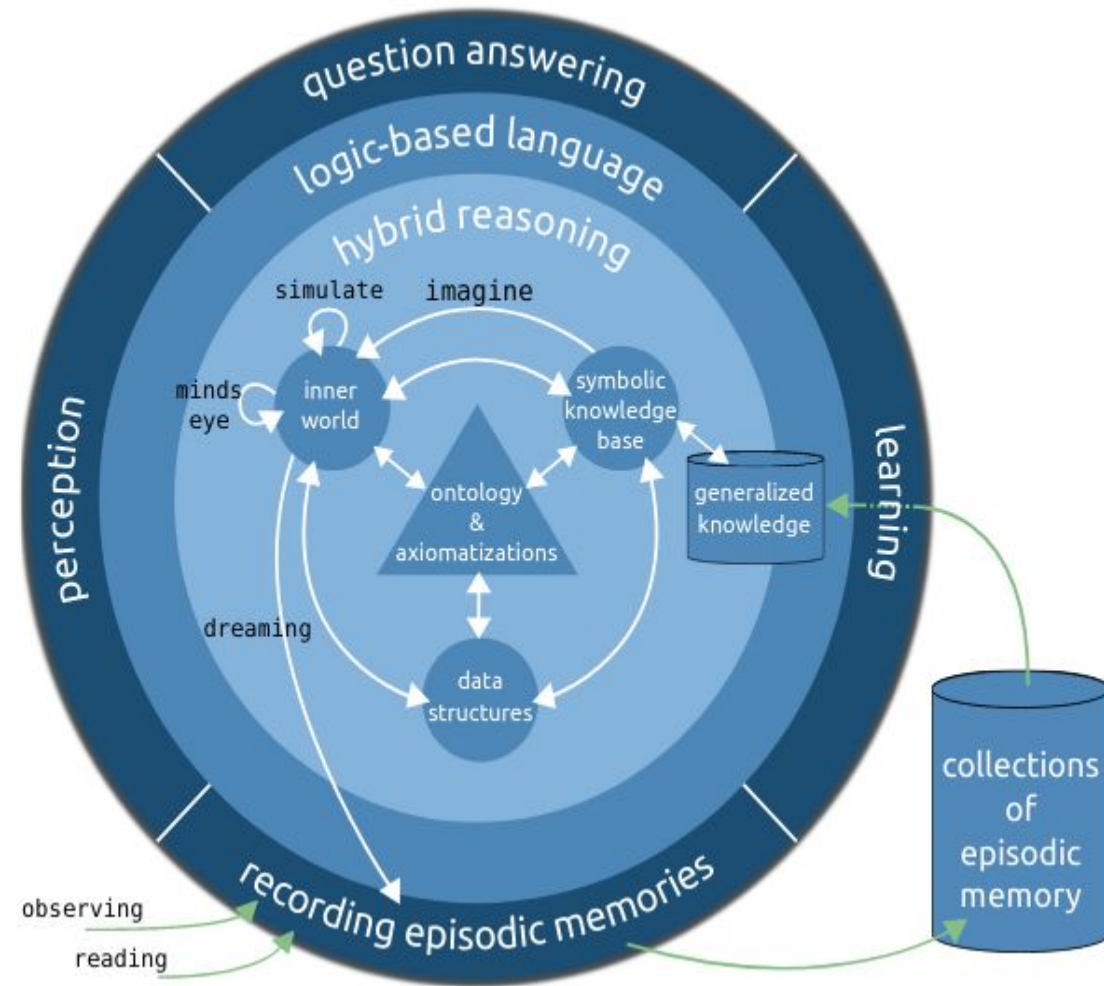 question answering
logic-based language
hybrid reasoning
simulate
imagine
minds
eye
inner
world
symbolic
knowledge
base
perception
learning
ontology
&
axiomatizations
generalized
knowledge
dreaming
data
structures
collections
of
episodic
memory
recording episodic memories
observing
reading